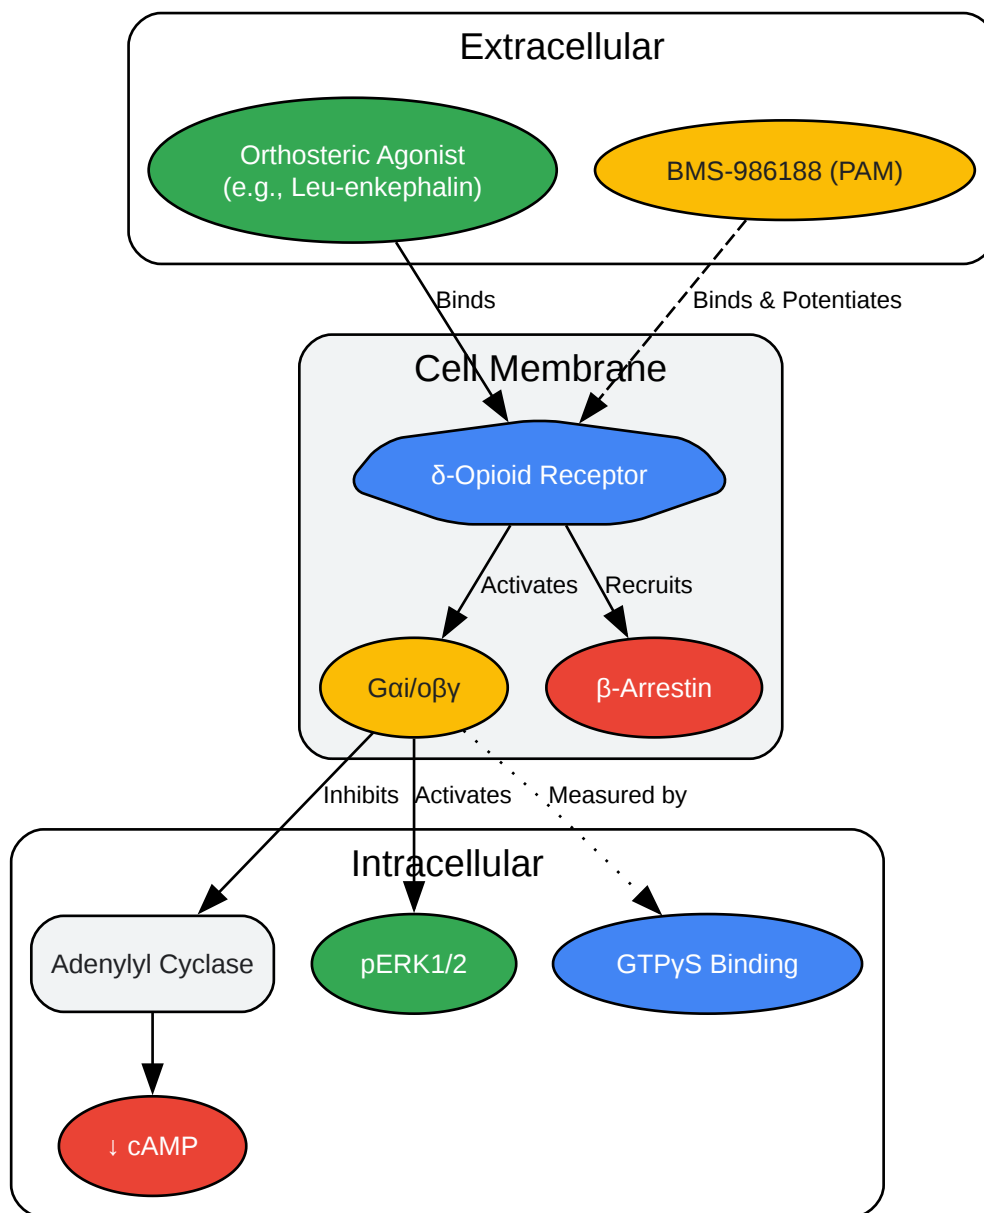 Extracellular
Orthosteric Agonist
(e.g., Leu-enkephalin)
BMS-986188 (PAM)
Binds
Binds & Potentiates
Cell Membrane
δ-Opioid Receptor
Activates
Recruits
Gαi/oβγ
β-Arrestin
Inhibits
Activates
Measured by
Intracellular
Adenylyl Cyclase
pERK1/2
GTPγS Binding
↓ cAMP